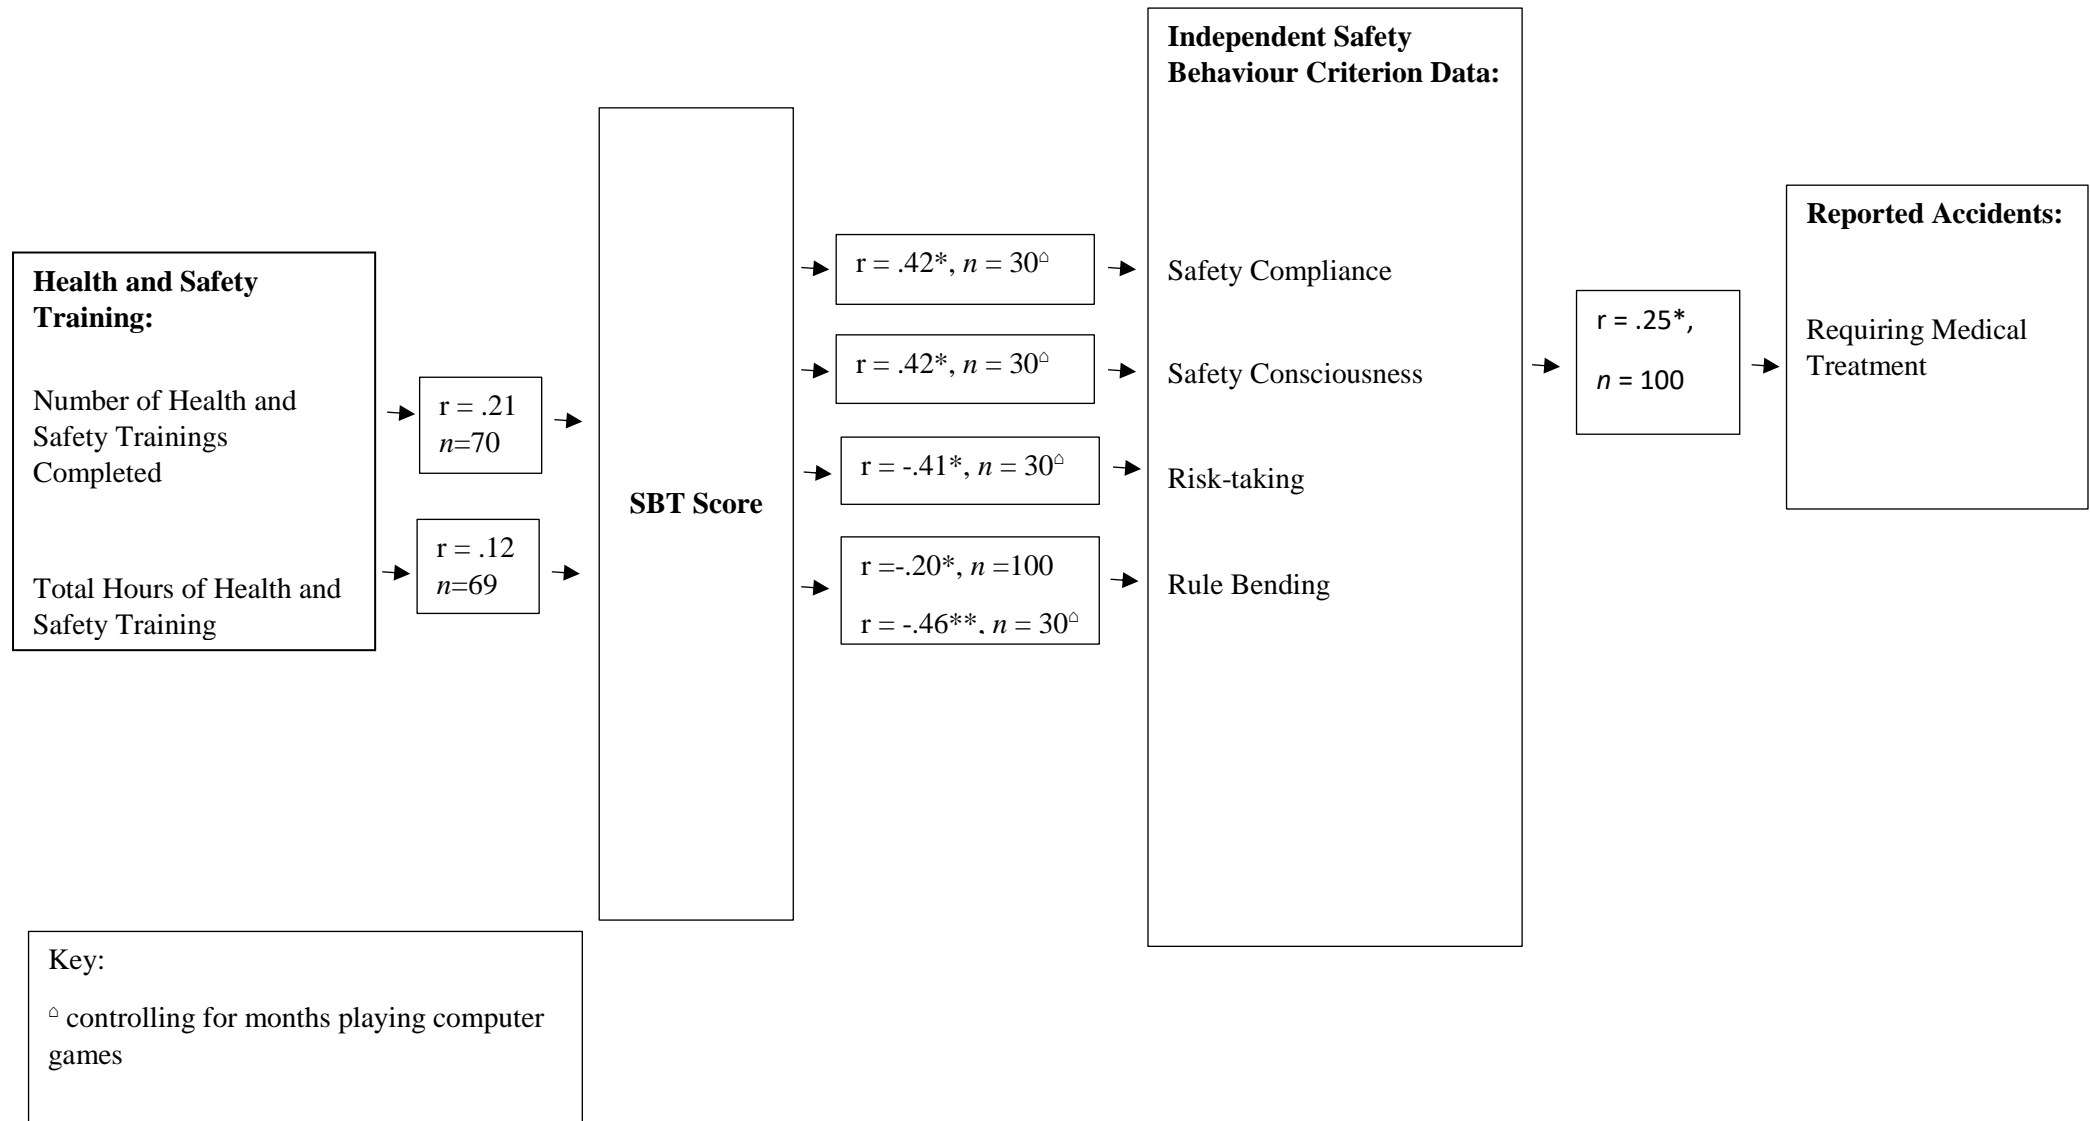 Health and Safety
Training:
Number of Health and
Safety Trainings
Completed
Total Hours of Health and
Safety Training
r = .21
n=70
r = .12
n=69
SBT Score
r = .42*, n = 30⌂
r = .42*, n = 30⌂
r = -.41*, n = 30⌂
r =-.20*, n =100
r = -.46**, n = 30⌂
Independent Safety
Behaviour Criterion Data:
Safety Compliance
Safety Consciousness
Risk-taking
Rule Bending
r = .25*,
n = 100
Reported Accidents:
Requiring Medical
Treatment
Key:
⌂ controlling for months playing computer
games